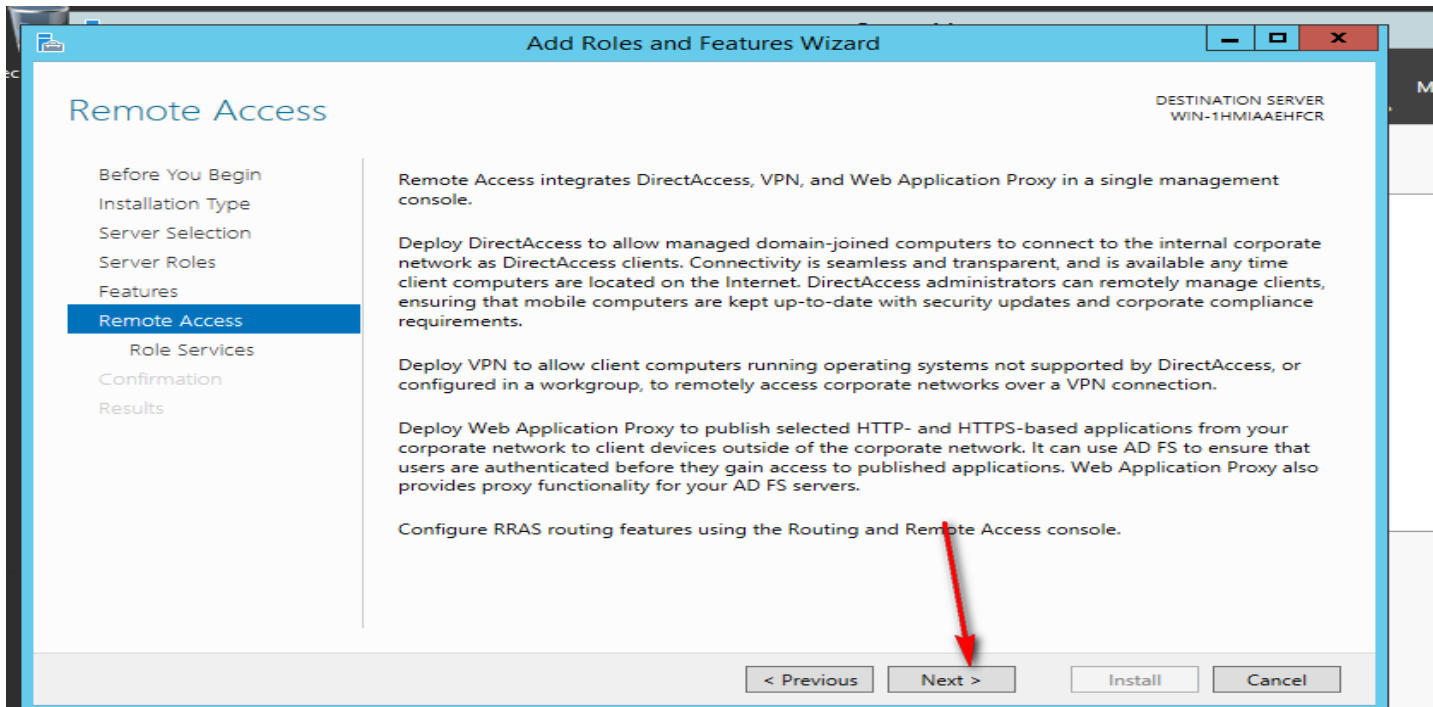 Add Roles and Features Wizard
Remote Access
DESTINATION SERVER
WIN-1HMIAAEHFCR
Before You Begin
Installation Type
Server Selection
Server Roles
Features
Remote Access
Role Services
Confirmation
Results
Remote Access integrates DirectAccess, VPN, and Web Application Proxy in a single management
console.
Deploy DirectAccess to allow managed domain-joined computers to connect to the internal corporate
network as DirectAccess clients. Connectivity is seamless and transparent, and is available any time
client computers are located on the Internet. DirectAccess administrators can remotely manage clients,
ensuring that mobile computers are kept up-to-date with security updates and corporate compliance
requirements.
Deploy VPN to allow client computers running operating systems not supported by DirectAccess, or
configured in a workgroup, to remotely access corporate networks over a VPN connection.
Deploy Web Application Proxy to publish selected HTTP- and HTTPS-based applications from your
corporate network to client devices outside of the corporate network. It can use AD FS to ensure that
users are authenticated before they gain access to published applications. Web Application Proxy also
provides proxy functionality for your AD FS servers.
Configure RRAS routing features using the Routing and Remote Access console.
< Previous
Next >
Install
Cancel